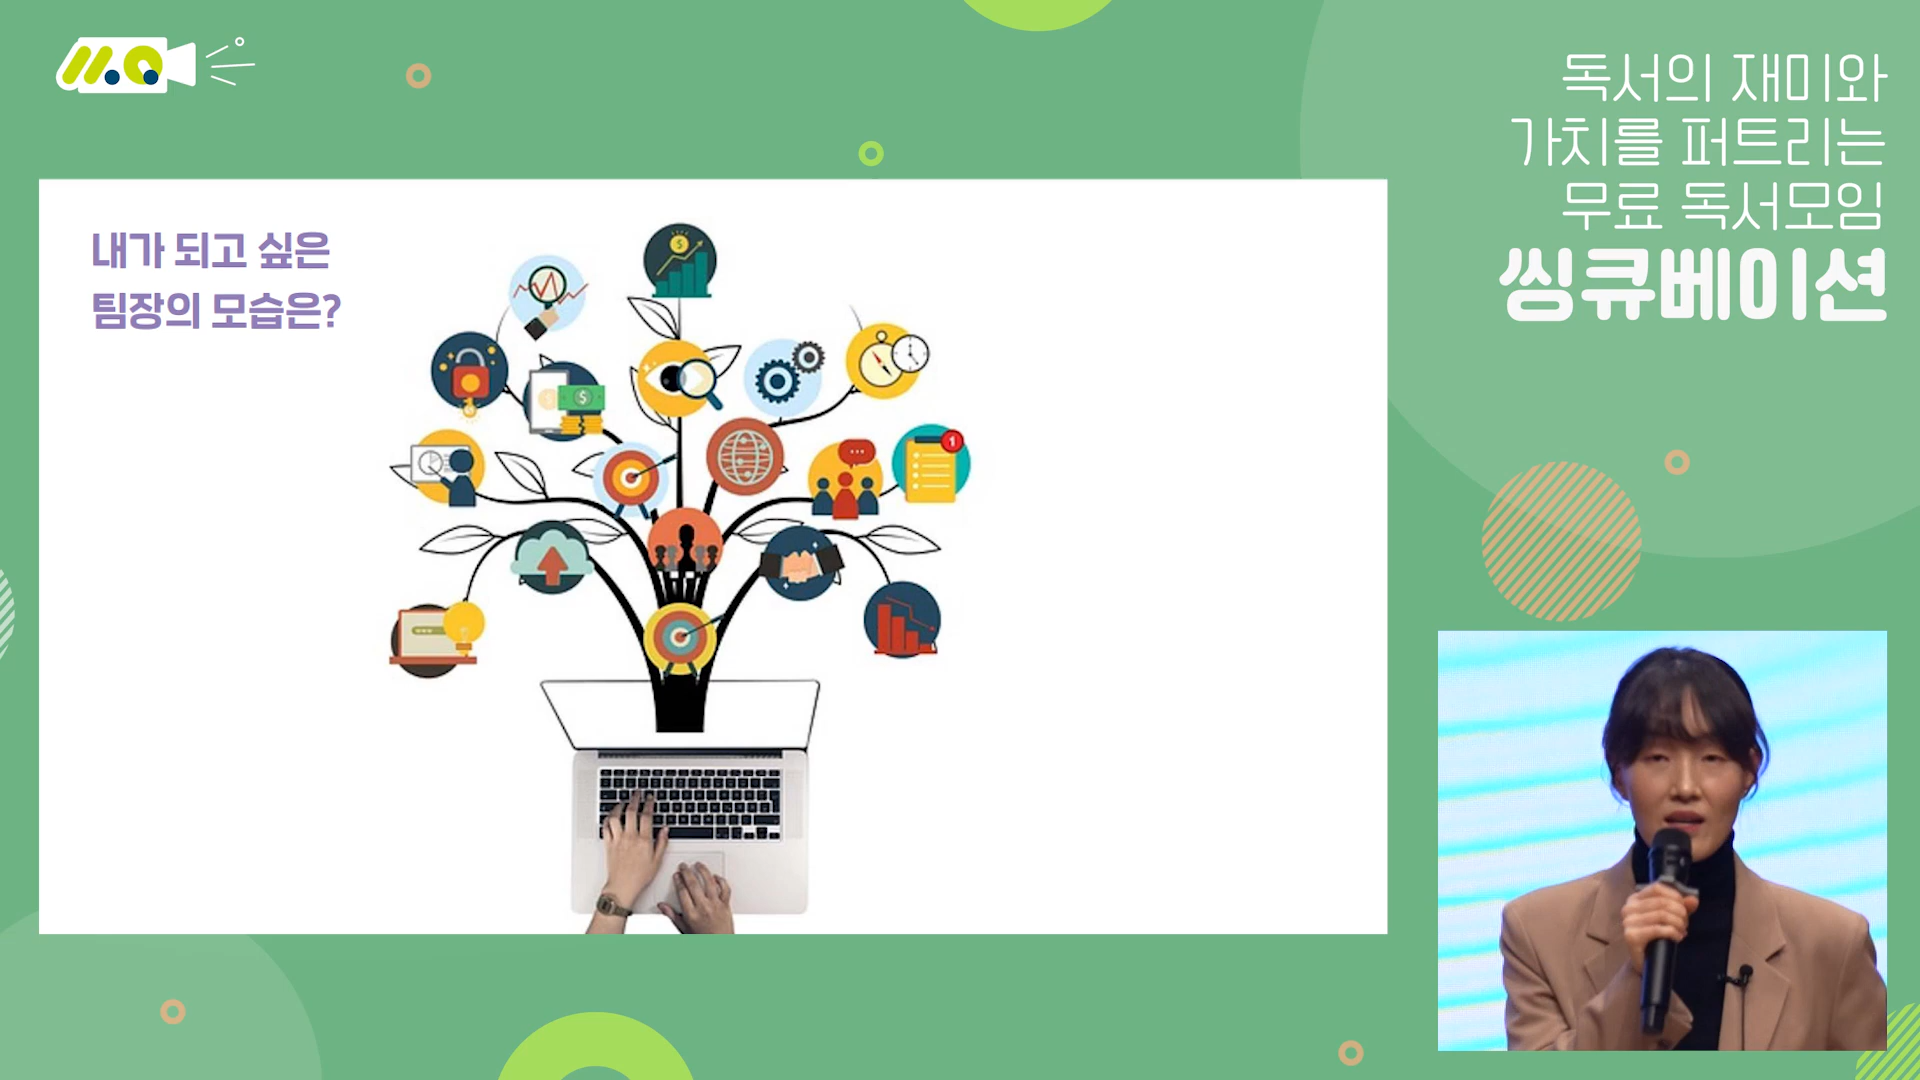 W.Q
독서의 재미와
가치를 퍼트리는
무료 독서모임
씽큐베이션
내가 되고 싶은
팀장의 모습은?
1